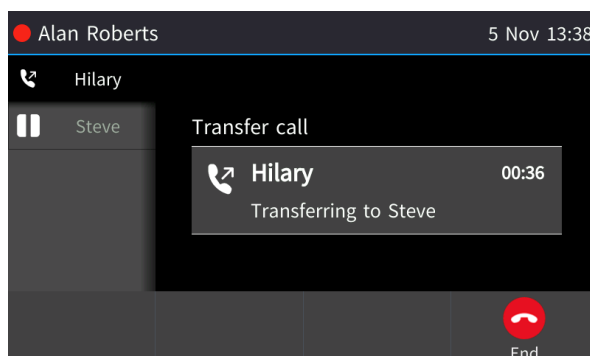 Alan Roberts 5 Nov 13:38
Hilary
Steve
Transfer call
Hilary 00:36
Transferring to Steve
End